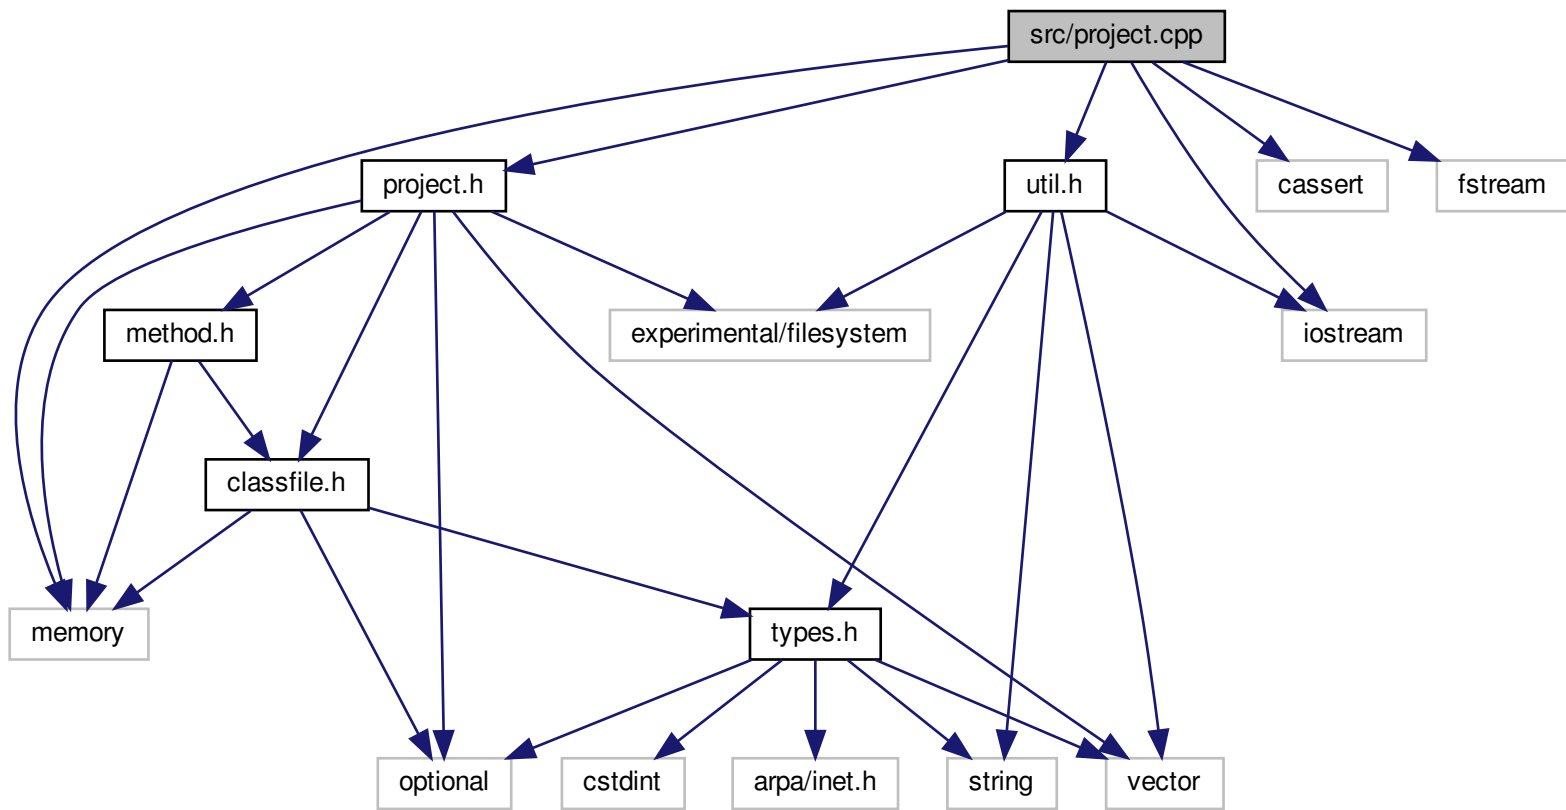 src/project.cpp
project.h
util.h
cassert
fstream
method.h
experimental/filesystem
iostream
classfile.h
memory
types.h
optional
cstdint
arpa/inet.h
string
vector